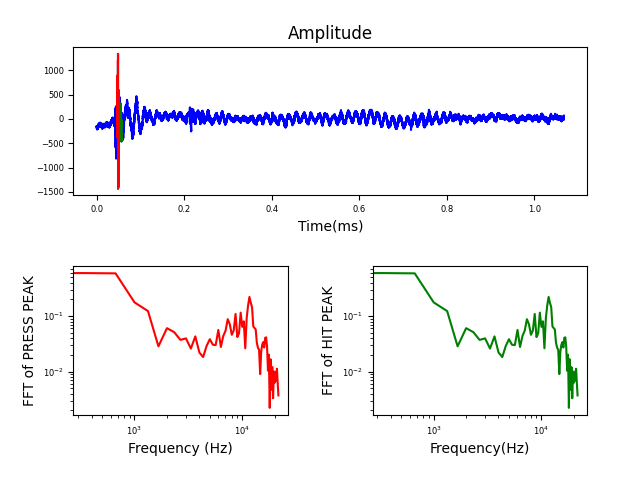 Amplitude
1000
500
0
−500
−1000
−1500
0.0 0.2 0.4 0.6 0.8 1.0
Time(ms)
FFT of PRESS PEAK
10⁻¹
10⁻²
10³ 10⁴
Frequency (Hz)
FFT of HIT PEAK
10⁻¹
10⁻²
10³ 10⁴
Frequency(Hz)